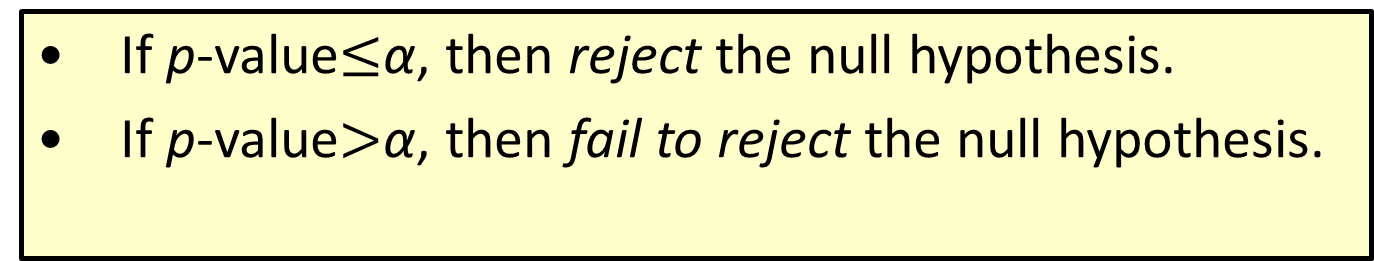 • If p-value≤α, then reject the null hypothesis.
• If p-value>α, then fail to reject the null hypothesis.